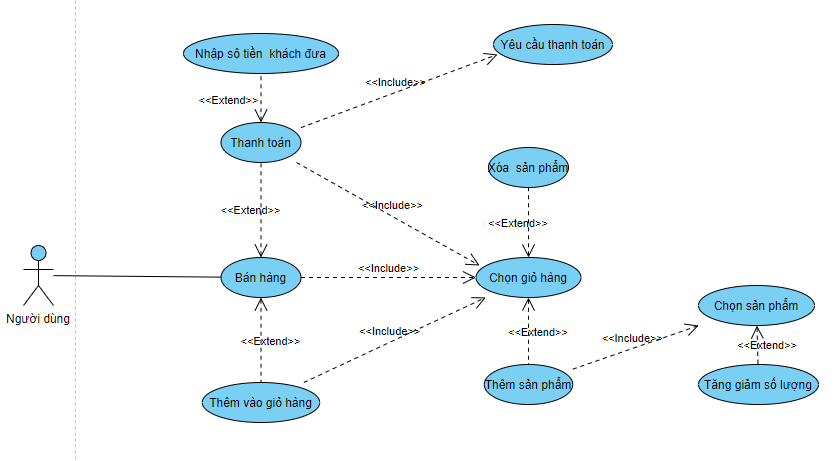 Nhập sô tiền khách đưa
Yêu cầu thanh toán
<<Include>>
<<Extend>>
Thanh toán
Xóa sản phẩm
<<Extend>>
<<Include>>
<<Extend>>
Người dùng
Bán hàng
<<Include>>
Chọn giỏ hàng
<<Extend>>
<<Include>>
<<Extend>>
Chọn sản phẩm
<<Include>>
<<Extend>>
Thêm vào giỏ hàng
Thêm sản phẩm
Tăng giảm số lượng